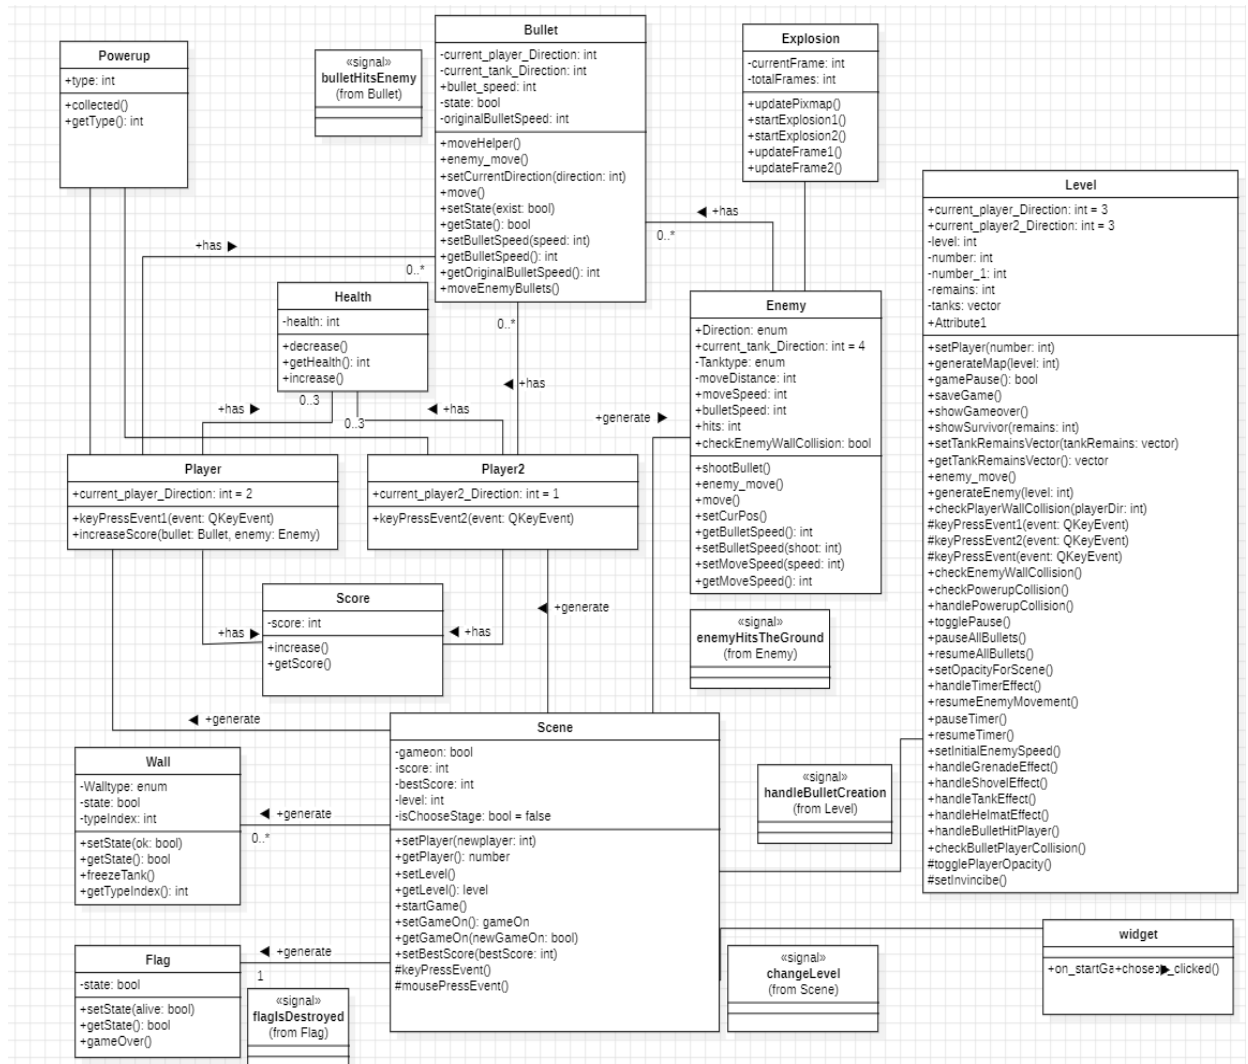 Powerup
+type: int
+collected()
+getType(): int
«signal»
bulletHitsEnemy
(from Bullet)
Bullet
-current_player_Direction: int
-current_tank_Direction: int
+bullet_speed: int
-state: bool
-originalBulletSpeed: int
+moveHelper()
+enemy_move()
+setCurrentDirection(direction: int)
+move()
+setState(exist: bool)
+getState(): bool
+setBulletSpeed(speed: int)
+getBulletSpeed(): int
+getOriginalBulletSpeed(): int
+moveEnemyBullets()
Explosion
-currentFrame: int
-totalFrames: int
+updatePixmap()
+startExplosion1()
+startExplosion2()
+updateFrame1()
+updateFrame2()
Level
+current_player_Direction: int = 3
+current_player2_Direction: int = 3
-level: int
-number: int
-number_1: int
-remains: int
-tanks: vector
+Attribute1
+setPlayer(number: int)
+generateMap(level: int)
+gamePause(): bool
+saveGame()
+showGameover()
+showSurvivor(remains: int)
+setTankRemainsVector(tankRemains: vector)
+getTankRemainsVector(): vector
+enemy_move()
+generateEnemy(level: int)
+checkPlayerWallCollision(playerDir: int)
#keyPressEvent1(event: QKeyEvent)
#keyPressEvent2(event: QKeyEvent)
#keyPressEvent(event: QKeyEvent)
+checkEnemyWallCollision()
+checkPowerupCollision()
+handlePowerupCollision()
+togglePause()
+pauseAllBullets()
+resumeAllBullets()
+setOpacityForScene()
+handleTimerEffect()
+resumeEnemyMovement()
+pauseTimer()
+resumeTimer()
+setInitialEnemySpeed()
+handleGrenadeEffect()
+handleShovelEffect()
+handleTankEffect()
+handleHelmatEffect()
+handleBulletHitPlayer()
+checkBulletPlayerCollision()
#togglePlayerOpacity()
#setInvincibe()
+has
0..*
+has
0..*
Health
-health: int
+decrease()
+getHealth(): int
+increase()
0..*
+has
+has
0..3
0..3
+has
+generate
Enemy
+Direction: enum
+current_tank_Direction: int = 4
-Tanktype: enum
-moveDistance: int
+moveSpeed: int
+bulletSpeed: int
+hits: int
+checkEnemyWallCollision: bool
+shootBullet()
+enemy_move()
+move()
+setCurPos()
+getBulletSpeed(): int
+setBulletSpeed(shoot: int)
+setMoveSpeed(speed: int)
+getMoveSpeed(): int
Player
+current_player_Direction: int = 2
+keyPressEvent1(event: QKeyEvent)
+increaseScore(bullet: Bullet, enemy: Enemy)
Player2
+current_player2_Direction: int = 1
+keyPressEvent2(event: QKeyEvent)
Score
-score: int
+increase()
+getScore()
+has
+has
+generate
«signal»
enemyHitsTheGround
(from Enemy)
+generate
Scene
-gameon: bool
-score: int
-bestScore: int
-level: int
-isChooseStage: bool = false
+setPlayer(newplayer: int)
+getPlayer(): number
+setLevel()
+getLevel(): level
+startGame()
+setGameOn(): gameOn
+getGameOn(newGameOn: bool)
+setBestScore(bestScore: int)
#keyPressEvent()
#mousePressEvent()
Wall
-Walltype: enum
-state: bool
-typeIndex: int
+setState(ok: bool)
+getState(): bool
+freezeTank()
+getTypeIndex(): int
+generate
0..*
«signal»
handleBulletCreation
(from Level)
Flag
-state: bool
+setState(alive: bool)
+getState(): bool
+gameOver()
+generate
1
«signal»
flagIsDestroyed
(from Flag)
«signal»
changeLevel
(from Scene)
widget
+on_startGa
+chose
_clicked()